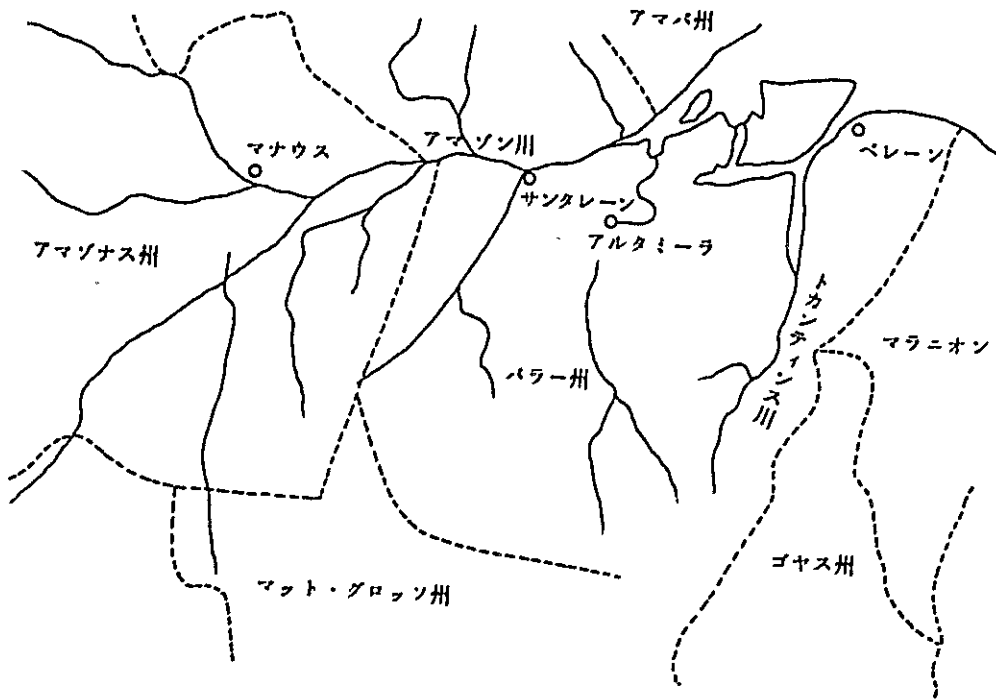 アマパ州
アマゾン川
マナウス
ベレーン
サンタレーン
アルタミーラ
アマゾナス州
トカンティンス川
マラニオン
パラー州
ゴヤス州
マット・グロッソ州